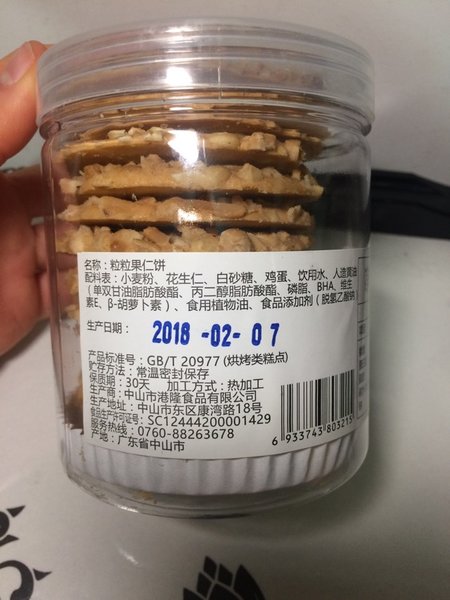 名称：粒粒果仁饼
配料表：小麦粉、花生仁、白砂糖、鸡蛋、饮用水、人造黄油
（单双甘油脂肪酸酯、丙二醇脂肪酸酯、磷脂、BHA、维生
素E、β-胡萝卜素）、食用植物油、食品添加剂（脱氢乙酸钠
生产日期：
2018 -02- 07
产品标准号：GB/T 20977 (烘烤类糕点)
贮存方法：常温密封保存
保质期：30天 加工方式：热加工
生产商：中山市港隆食品有限公司
生产地址：中山市东区康湾路18号
食品生产许可证号：SC12444200001429
服务热线：0760-88263678
产地：广东省中山市
6 933743 803215